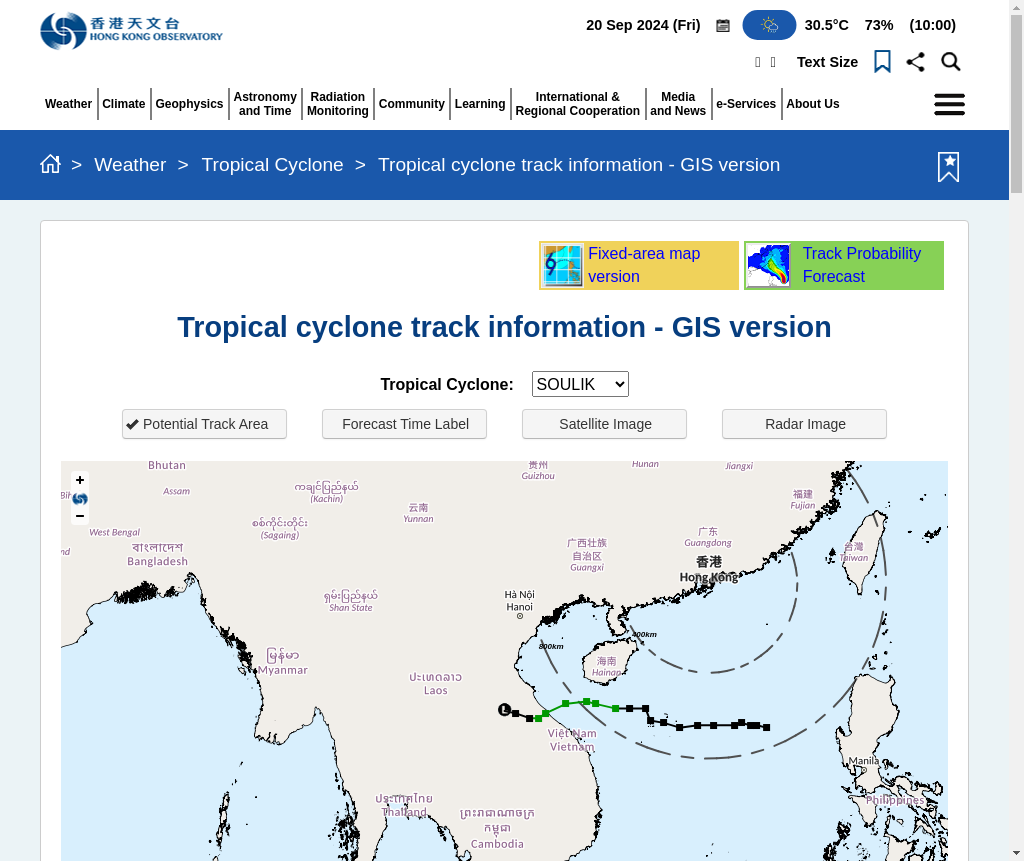 香港天文台
HONG KONG OBSERVATORY
20 Sep 2024 (Fri) 30.5°C 73% (10:00)
Text Size
Weather
Climate
Geophysics
Astronomy
and Time
Radiation
Monitoring
Community
Learning
International &
Regional Cooperation
Media
and News
e-Services
About Us
> Weather > Tropical Cyclone > Tropical cyclone track information - GIS version
Fixed-area map
version
Track Probability
Forecast
Tropical cyclone track information - GIS version
Tropical Cyclone: SOULIK
Potential Track Area
Forecast Time Label
Satellite Image
Radar Image
+
−
Bhutan
Assam
ကချင်ပြည်နယ်
(Kachin)
贵州
Guizhou
Hunan
Jiangxi
福建
Fujian
云南
Yunnan
West Bengal
চাংলাদেশ
Bangladesh
စစ်ကိုင်းတိုင်း
(Sagaing)
广西壮族
自治区
Guangxi
广东
Guangdong
香港
Hong Kong
台灣
Taiwan
ရှမ်းပြည်နယ်
Shan State
Hà Nội
Hanoi
400km
800km
海南
Hainan
မြန်မာ
Myanmar
ປະເທດລາວ
Laos
L
Việt Nam
Vietnam
Manila
Philippines
ประเทศไทย
Thailand
ព្រះរាជាណាចក្រ
កម្ពុជា
Cambodia